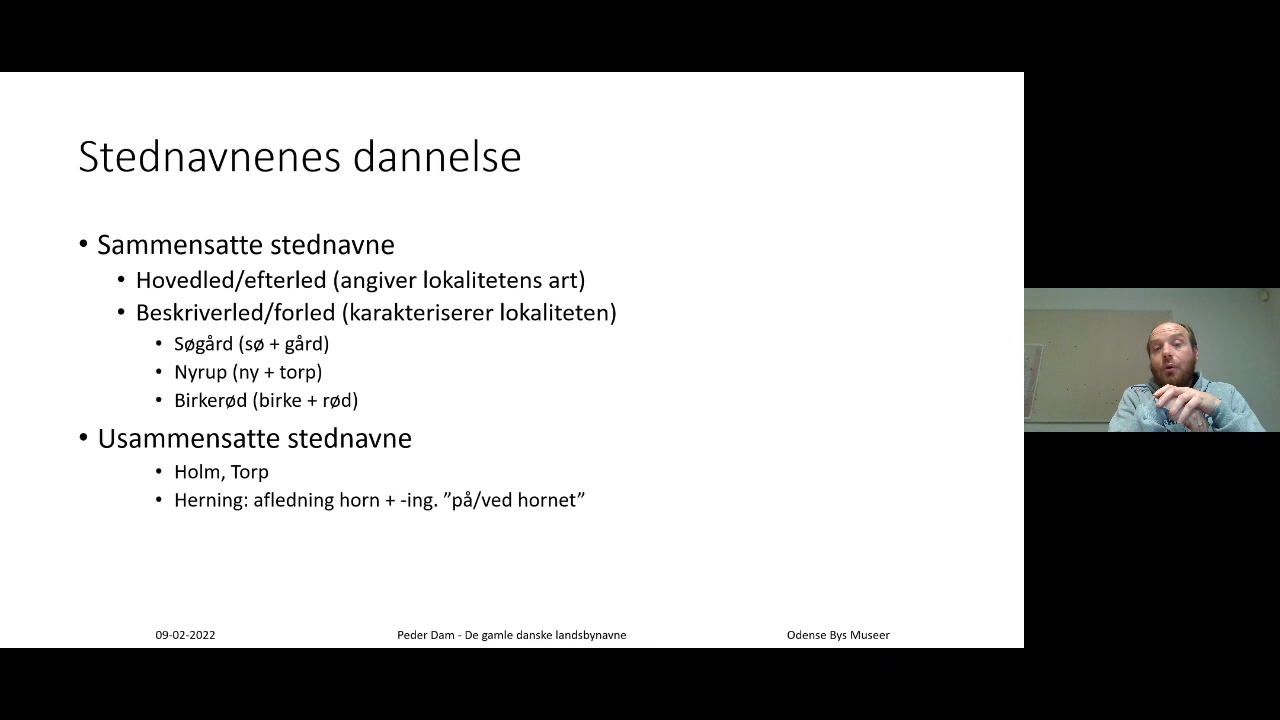 Stednavnenes dannelse
• Sammensatte stednavne
• Hovedled/efterled (angiver lokalitetens art)
• Beskriverled/forled (karakteriserer lokaliteten)
• Søgård (sø + gård)
• Nyrup (ny + torp)
• Birkerød (birke + rød)
• Usammensatte stednavne
• Holm, Torp
• Herning: afledning horn + -ing. ”på/ved hornet”
09-02-2022 Peder Dam - De gamle danske landsbynavne Odense Bys Museer